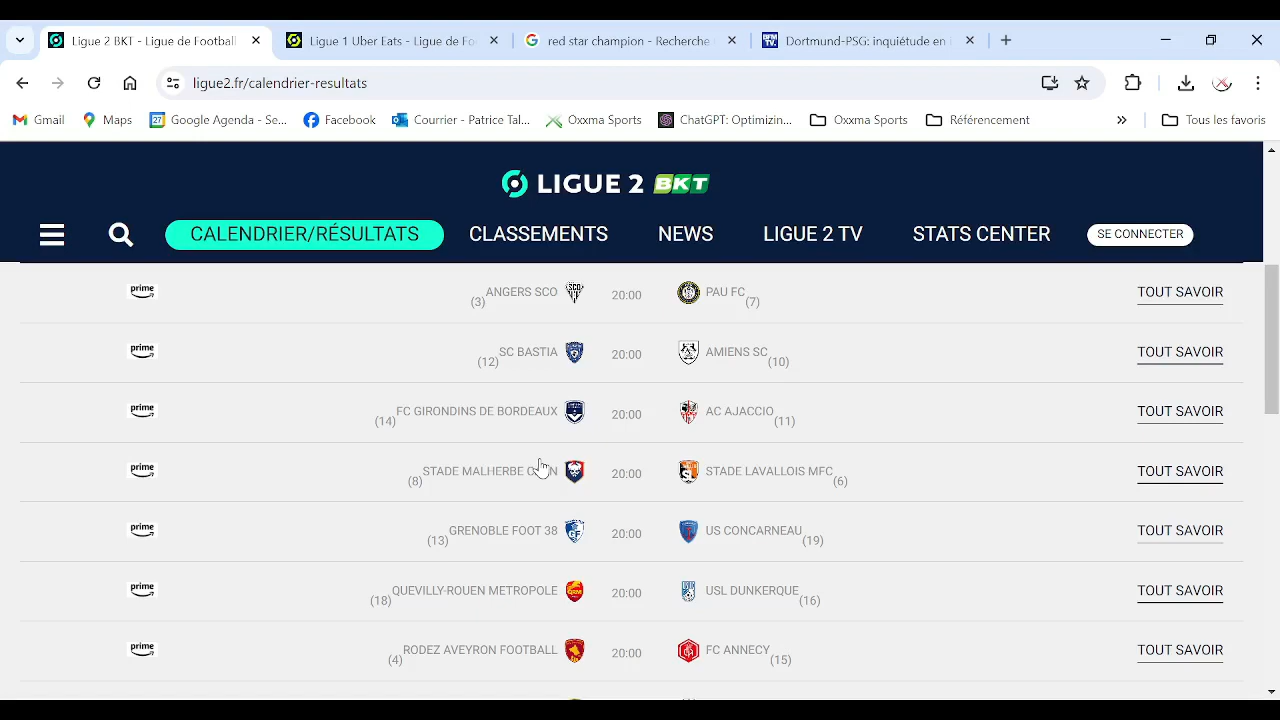 Ligue 2 BKT - Ligue de Football
Ligue 1 Uber Eats - Ligue de Fo
red star champion - Recherche
Dortmund-PSG: inquiétude en
ligue2.fr/calendrier-resultats
Gmail
Maps
Google Agenda - Se...
Facebook
Courrier - Patrice Tal...
Oxxma Sports
ChatGPT: Optimizin...
Oxxma Sports
Référencement
Tous les favoris
LIGUE 2 BKT
CALENDRIER/RÉSULTATS
CLASSEMENTS
NEWS
LIGUE 2 TV
STATS CENTER
SE CONNECTER
prime (3) ANGERS SCO 20:00 PAU FC (7) TOUT SAVOIR
prime (12) SC BASTIA 20:00 AMIENS SC (10) TOUT SAVOIR
prime (14) FC GIRONDINS DE BORDEAUX 20:00 AC AJACCIO (11) TOUT SAVOIR
prime (8) STADE MALHERBE 20:00 STADE LAVALLOIS MFC (6) TOUT SAVOIR
prime (13) GRENOBLE FOOT 38 20:00 US CONCARNEAU (19) TOUT SAVOIR
prime (18) QUEVILLY-ROUEN METROPOLE 20:00 USL DUNKERQUE (16) TOUT SAVOIR
prime (4) RODEZ AVEYRON FOOTBALL 20:00 FC ANNECY (15) TOUT SAVOIR